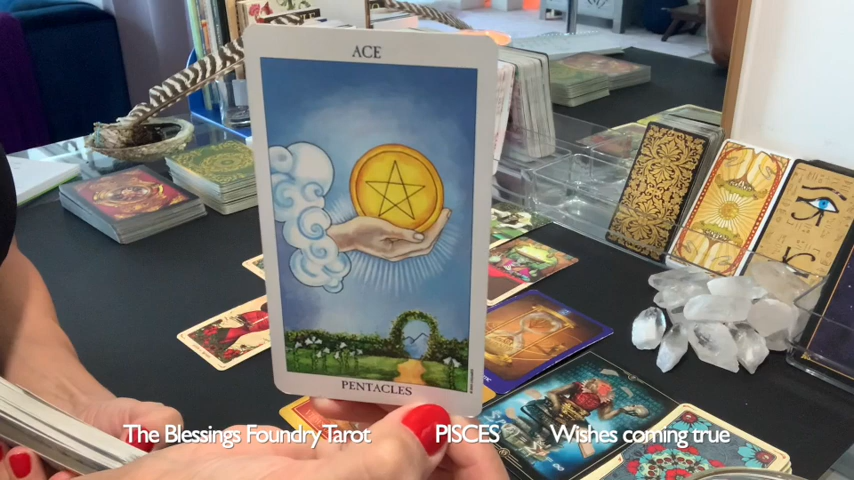 ACE
PENTACLES
The Blessings Foundry Tarot PISCES Wishes coming true